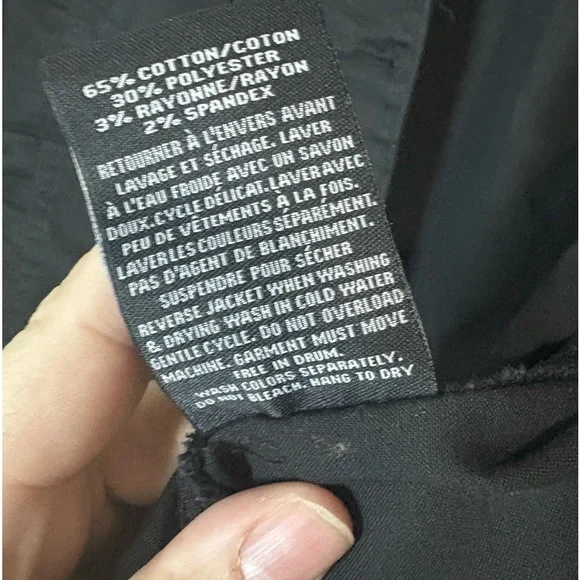 65% COTTON/COTON
30% POLYESTER
3% RAYONNE/RAYON
2% SPANDEX
RETOURNER À L'ENVERS AVANT
LAVAGE ET SÉCHAGE. LAVER
À L'EAU FROIDE AVEC UN SAVON
DOUX.CYCLE DÉLICAT.LAVER AVEC
PEU DE VÊTEMENTS A LA FOIS.
LAVER LES COULEURS SÉPARÉMENT.
PAS D'AGENT DE BLANCHIMENT.
SUSPENDRE POUR SÉCHER
REVERSE JACKET WHEN WASHING
& DRYING WASH IN COLD WATER
GENTLE CYCLE. DO NOT OVERLOAD
MACHINE. GARMENT MUST MOVE
FREE IN DRUM.
WASH COLORS SEPARATELY.
DO NOT BLEACH. HANG TO DRY